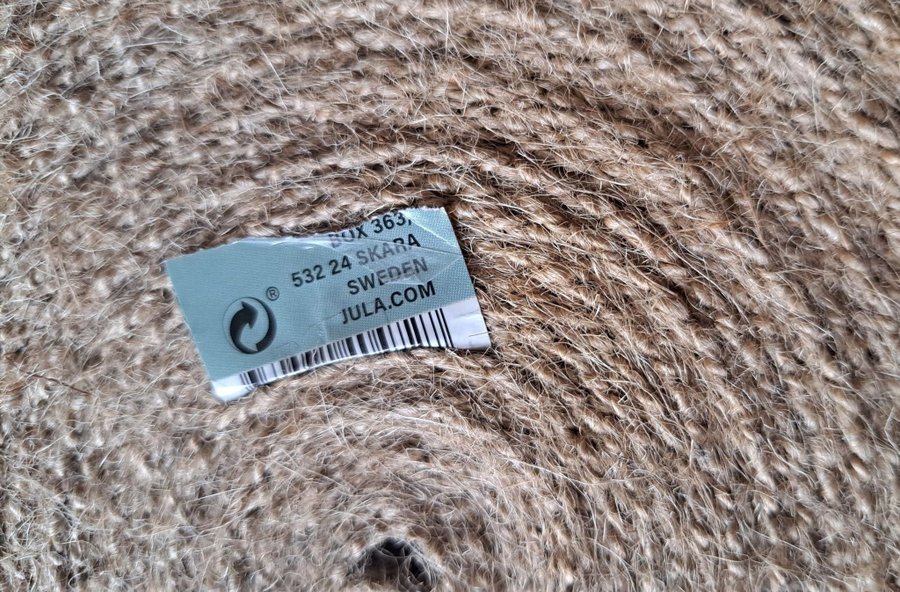 BOX 363,
532 24 SKARA
SWEDEN
JULA.COM
®